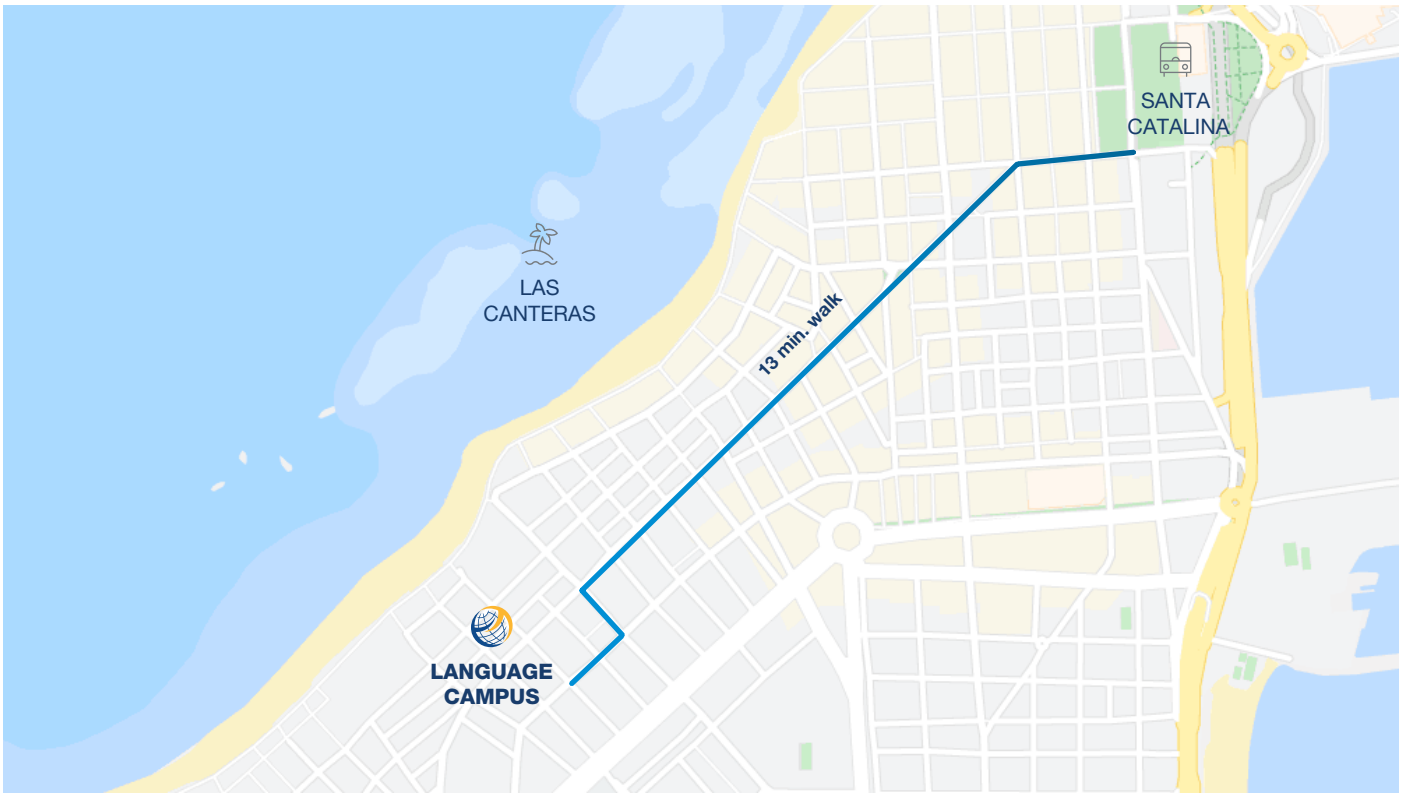 SANTA
CATALINA
LAS
CANTERAS
13 min. walk
LANGUAGE
CAMPUS